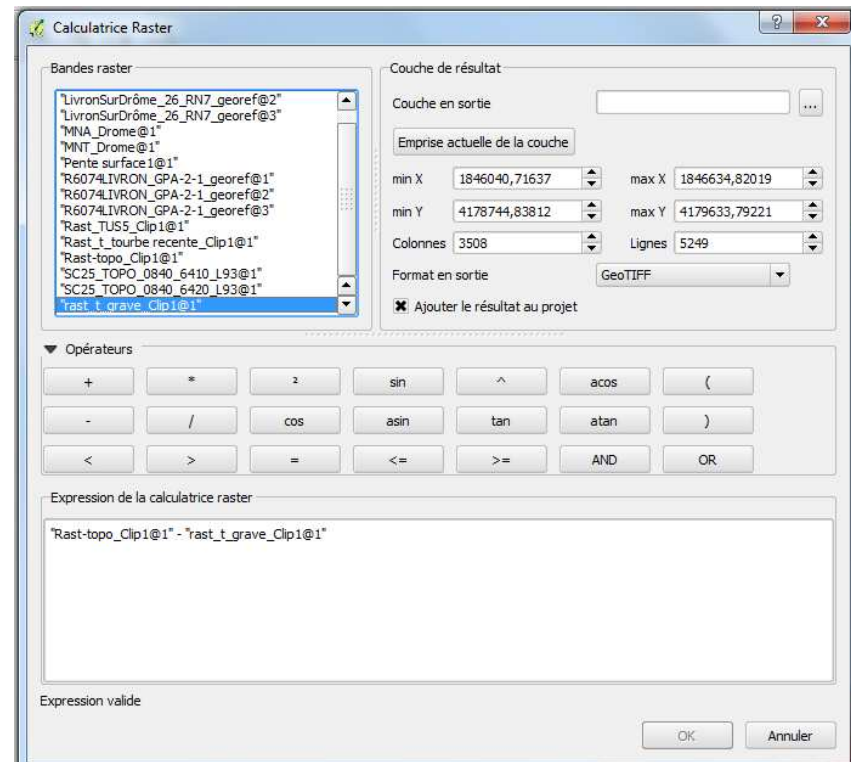 Calculatrice Raster
Bandes raster
"LivronSurDrôme_26_RN7_georef@2"
"LivronSurDrôme_26_RN7_georef@3"
"MNA_Drome@1"
"MNT_Drome@1"
"Pente surface1@1"
"R6074LIVRON_GPA-2-1_georef@1"
"R6074LIVRON_GPA-2-1_georef@2"
"R6074LIVRON_GPA-2-1_georef@3"
"Rast_TUS5_Clip1@1"
"Rast_t_tourbe recente_Clip1@1"
"Rast-topo_Clip1@1"
"SC25_TOPO_0840_6410_L93@1"
"SC25_TOPO_0840_6420_L93@1"
"rast_t_grave_Clip1@1"
Couche de résultat
Couche en sortie
...
Emprise actuelle de la couche
min X 1846040,71637 max X 1846634,82019
min Y 4178744,83812 max Y 4179633,79221
Colonnes 3508 Lignes 5249
Format en sortie GeoTIFF
Ajouter le résultat au projet
Opérateurs
+ * ² sin ^ acos (
- / cos asin tan atan )
< > = <= >= AND OR
Expression de la calculatrice raster
"Rast-topo_Clip1@1" - "rast_t_grave_Clip1@1"
Expression valide
OK Annuler